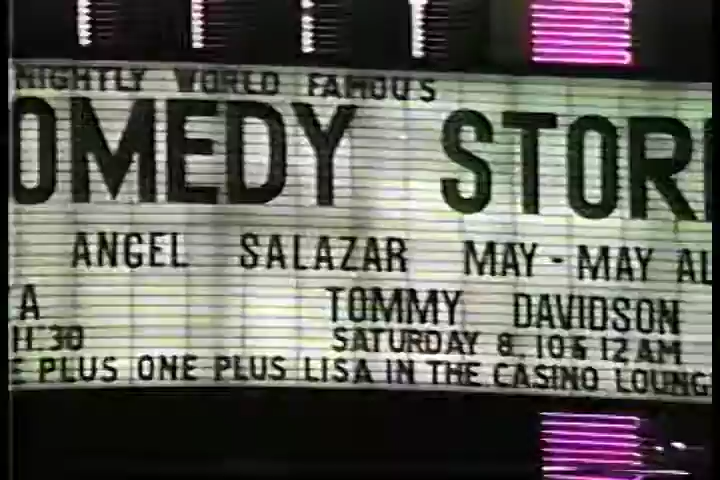 NIGHTLY WORLD FAMOU'S
OMEDY STOR
ANGEL SALAZAR MAY-MAY AL
A TOMMY DAVIDSON
11:30 SATURDAY 8, 10 & 12 AM
E PLUS ONE PLUS LISA IN THE CASINO LOUNG